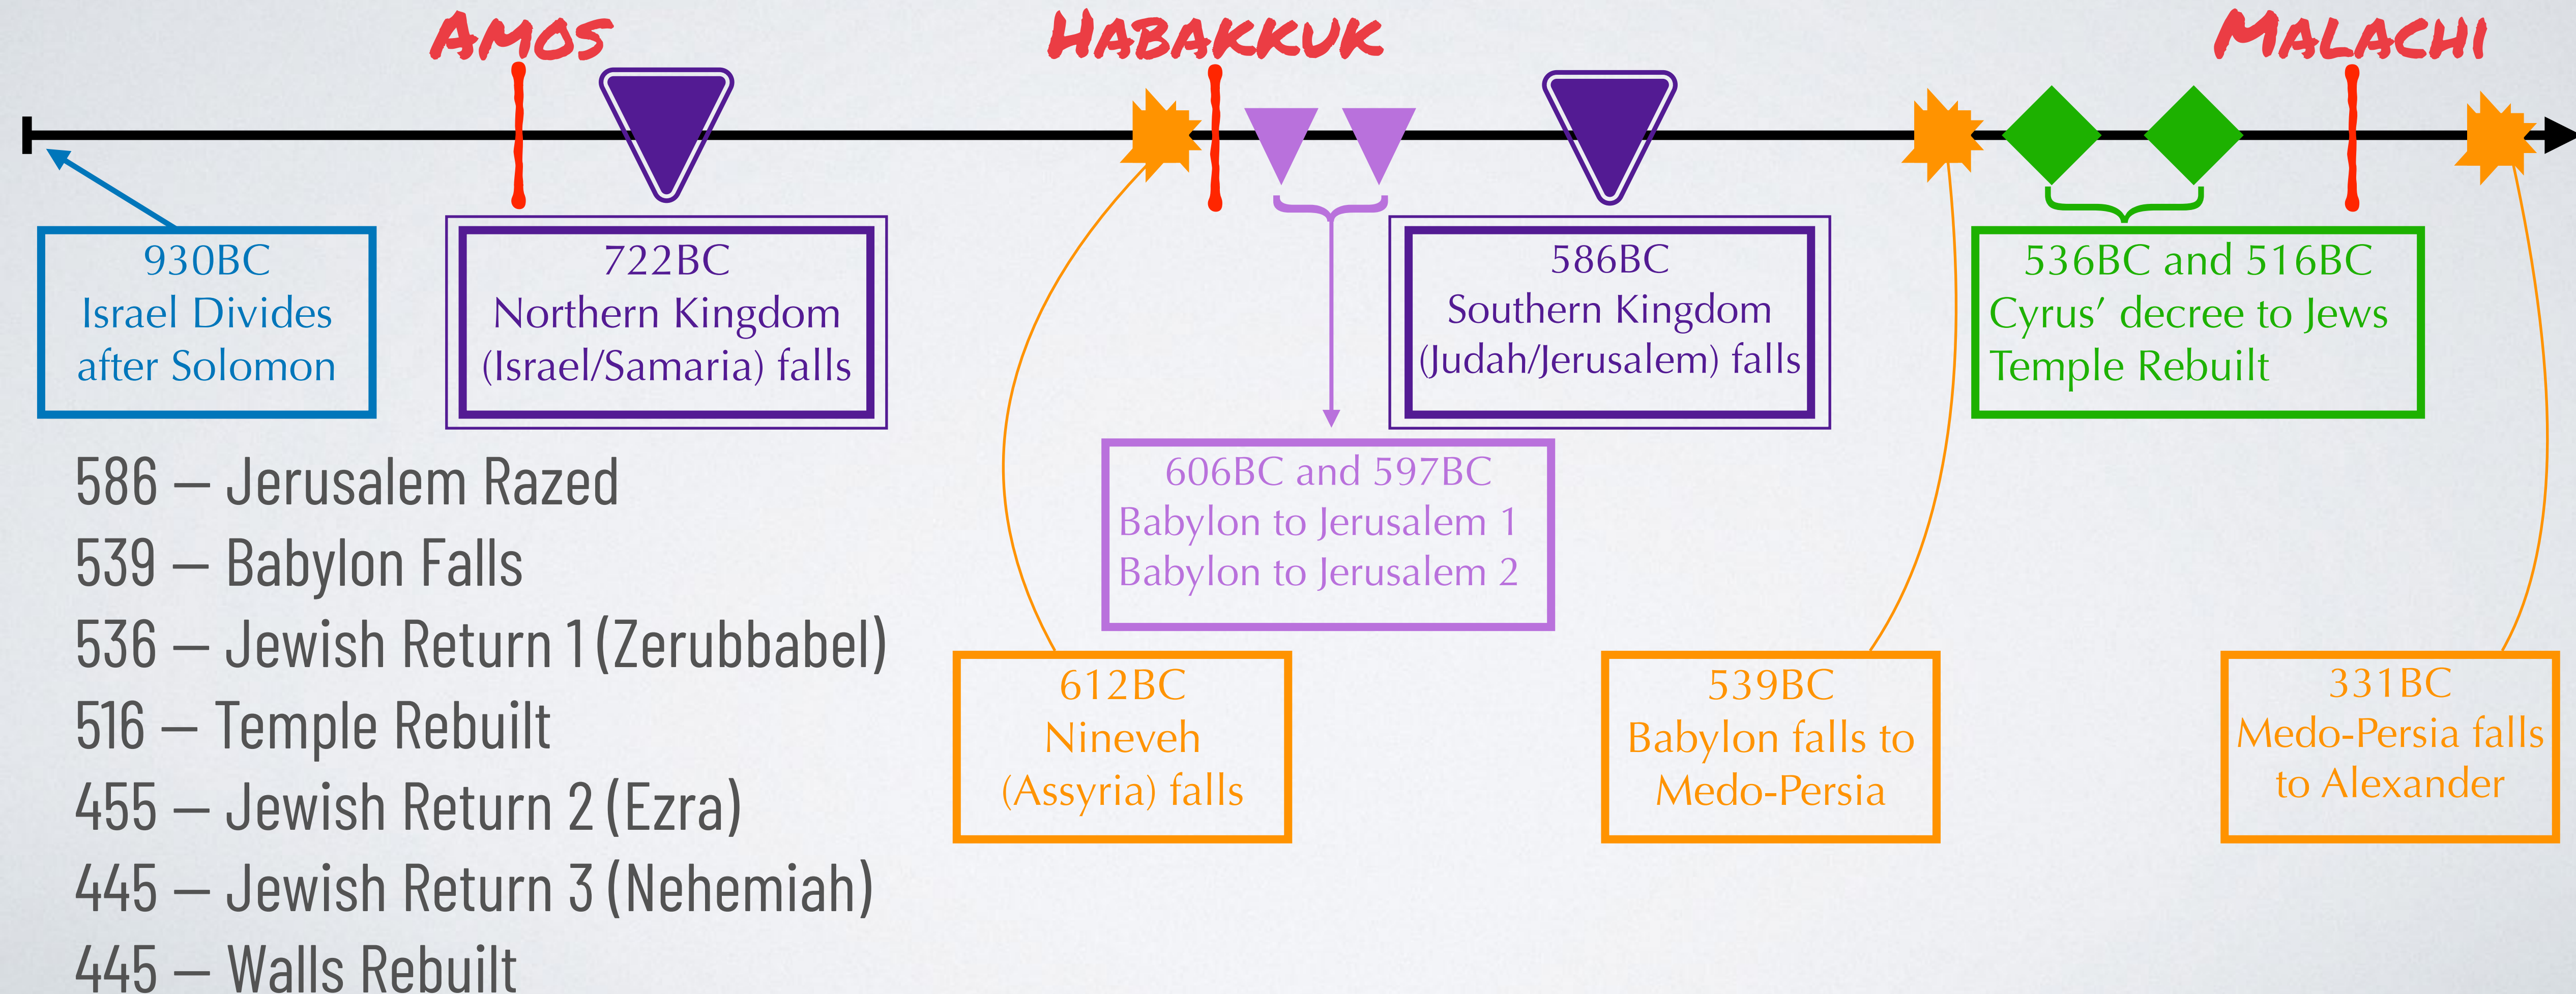 AMOS
HABAKKUK
MALACHI
930BC
Israel Divides
after Solomon
722BC
Northern Kingdom
(Israel/Samaria) falls
586BC
Southern Kingdom
(Judah/Jerusalem) falls
536BC and 516BC
Cyrus’ decree to Jews
Temple Rebuilt
606BC and 597BC
Babylon to Jerusalem 1
Babylon to Jerusalem 2
612BC
Nineveh
(Assyria) falls
539BC
Babylon falls to
Medo-Persia
331BC
Medo-Persia falls
to Alexander
586 – Jerusalem Razed
539 – Babylon Falls
536 – Jewish Return 1 (Zerubbabel)
516 – Temple Rebuilt
455 – Jewish Return 2 (Ezra)
445 – Jewish Return 3 (Nehemiah)
445 – Walls Rebuilt